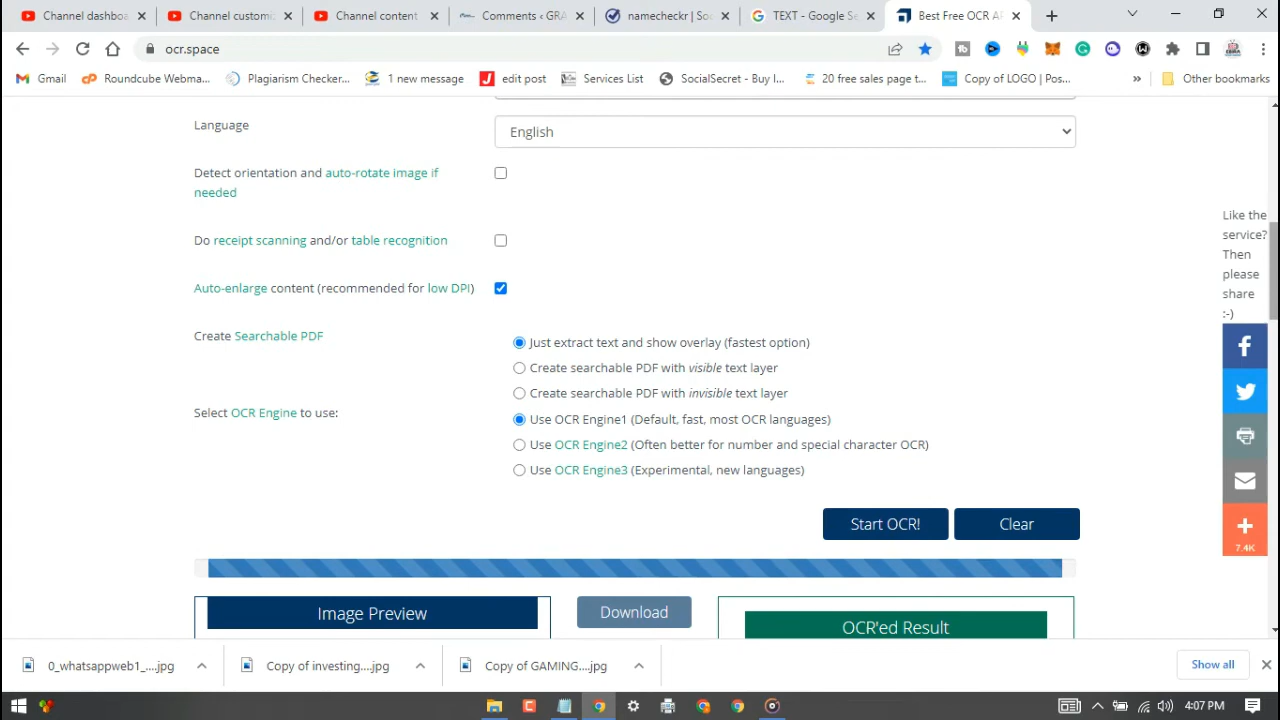 Channel dashbo
Channel customi
Channel content
Comments ‹ GRA
namecheckr | So
TEXT - Google Se
Best Free OCR AP
ocr.space
Gmail
Roundcube Webma...
Plagiarism Checker...
1 new message
edit post
Services List
SocialSecret - Buy I...
20 free sales page t...
Copy of LOGO | Pos...
»
Other bookmarks
Language
English
Detect orientation and auto-rotate image if
needed
Do receipt scanning and/or table recognition
Auto-enlarge content (recommended for low DPI)
Create Searchable PDF
Just extract text and show overlay (fastest option)
Create searchable PDF with visible text layer
Create searchable PDF with invisible text layer
Select OCR Engine to use:
Use OCR Engine1 (Default, fast, most OCR languages)
Use OCR Engine2 (Often better for number and special character OCR)
Use OCR Engine3 (Experimental, new languages)
Like the
service?
Then
please
share
:-)
7.4K
Start OCR!
Clear
Image Preview
Download
OCR'ed Result
0_whatsappweb1_....jpg
Copy of investing....jpg
Copy of GAMING....jpg
Show all
4:07 PM